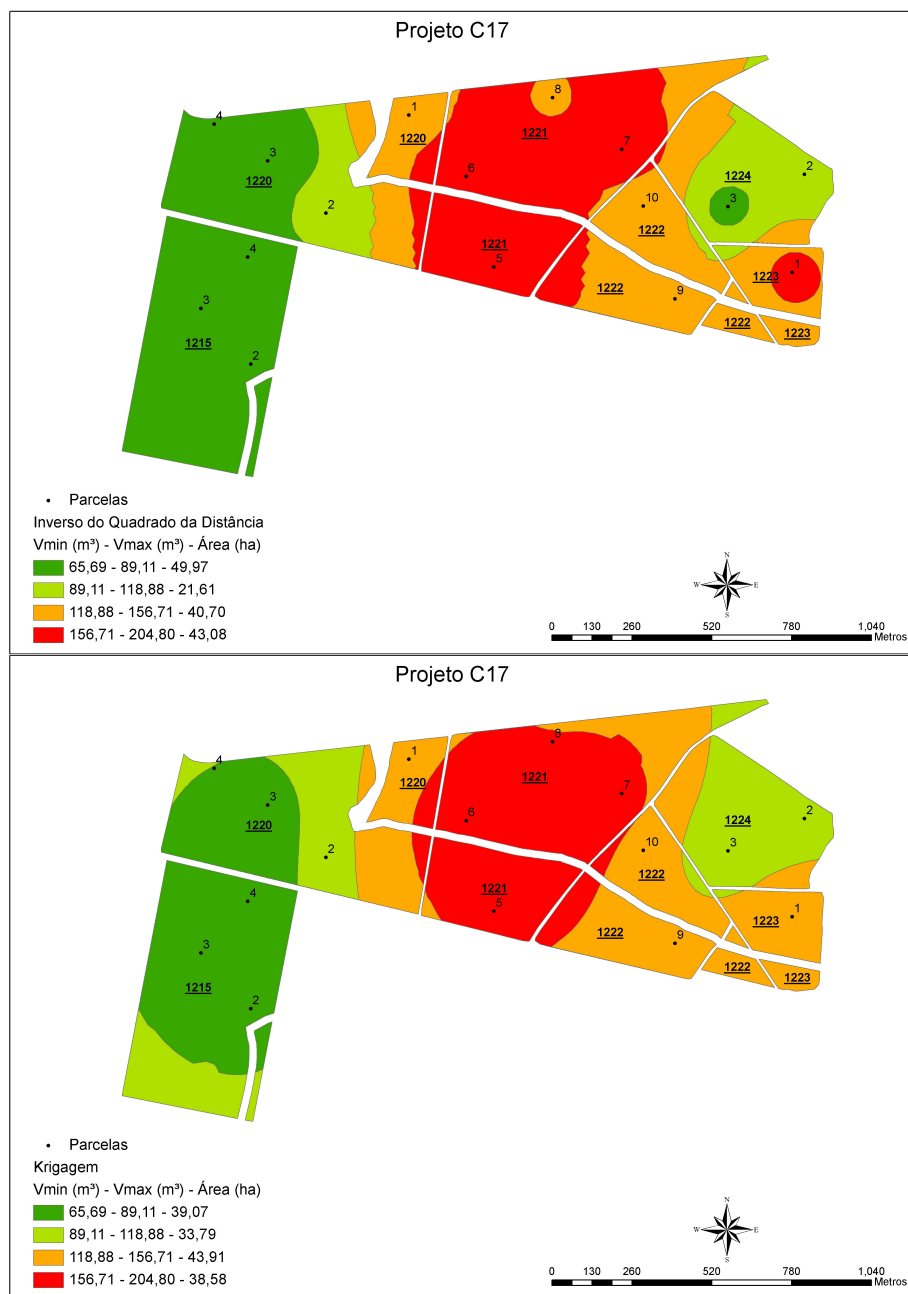 Projeto C17
4
1
8
3
1220
1221
7
1220
6
2
1224
2
10
3
1222
4
1221
5
1
1223
3
1222
9
1215
1222
1223
2
• Parcelas
Inverso do Quadrado da Distância
Vmin (m³) - Vmax (m³) - Área (ha)
65,69 - 89,11 - 49,97
89,11 - 118,88 - 21,61
118,88 - 156,71 - 40,70
156,71 - 204,80 - 43,08
N
W E
S
0 130 260 520 780 1,040
Metros
Projeto C17
4
1
8
3
1220
1221
7
1220
6
2
1224
2
10
3
1222
4
1221
5
1
1223
3
1222
9
1215
1222
1223
2
• Parcelas
Krigagem
Vmin (m³) - Vmax (m³) - Área (ha)
65,69 - 89,11 - 39,07
89,11 - 118,88 - 33,79
118,88 - 156,71 - 43,91
156,71 - 204,80 - 38,58
N
W E
S
0 130 260 520 780 1,040
Metros